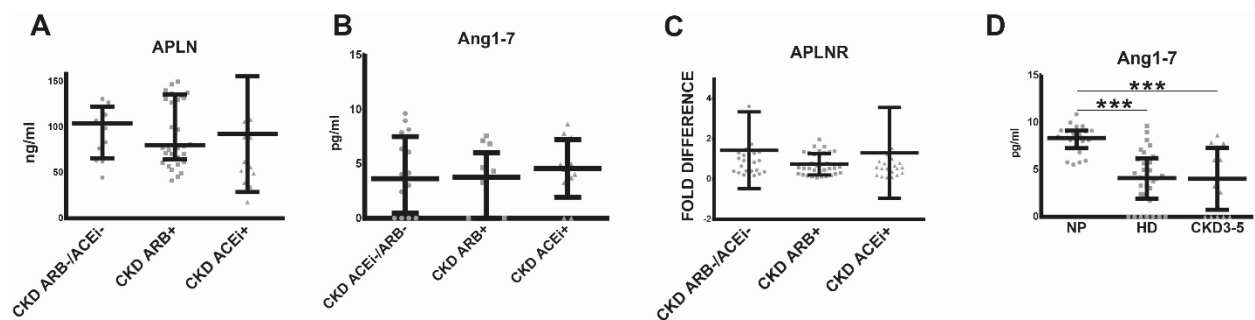 A
APLN
ng/ml
150
100
50
0
CKD ARB-/ACEi-
CKD ARB+
CKD ACEi+
B
Ang1-7
pg/ml
15
10
5
0
CKD ACEi-/ARB-
CKD ARB+
CKD ACEi+
C
APLNR
FOLD DIFFERENCE
4
2
0
-2
CKD ARB-/ACEi-
CKD ARB+
CKD ACEi+
D
Ang1-7
pg/ml
15
10
5
0
***
***
NP
HD
CKD3-5